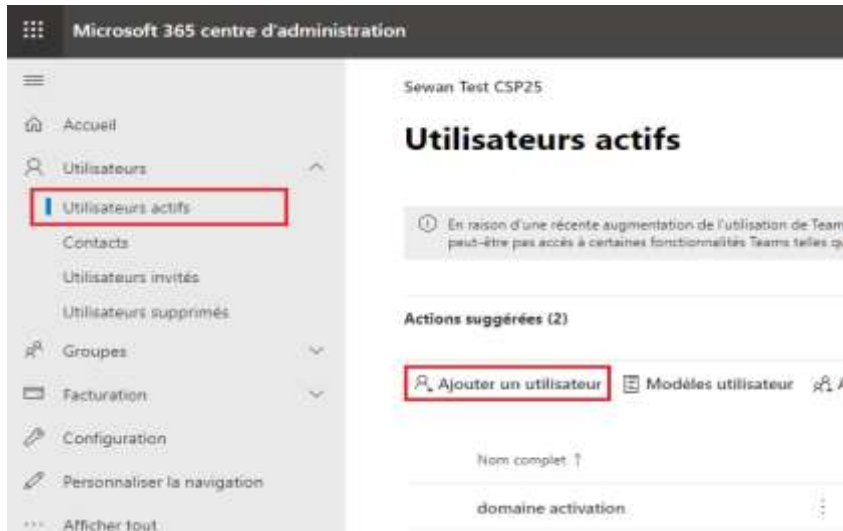 Microsoft 365 centre d'administration
Accueil
Utilisateurs
Utilisateurs actifs
Contacts
Utilisateurs invités
Utilisateurs supprimés
Groupes
Facturation
Configuration
Personnaliser la navigation
Afficher tout
Sewan Test CSP25
Utilisateurs actifs
En raison d'une récente augmentation de l'utilisation de Team
peut-être pas accès à certaines fonctionnalités Teams telles qu
Actions suggérées (2)
Ajouter un utilisateur Modèles utilisateur A
Nom complet ↑
domaine activation